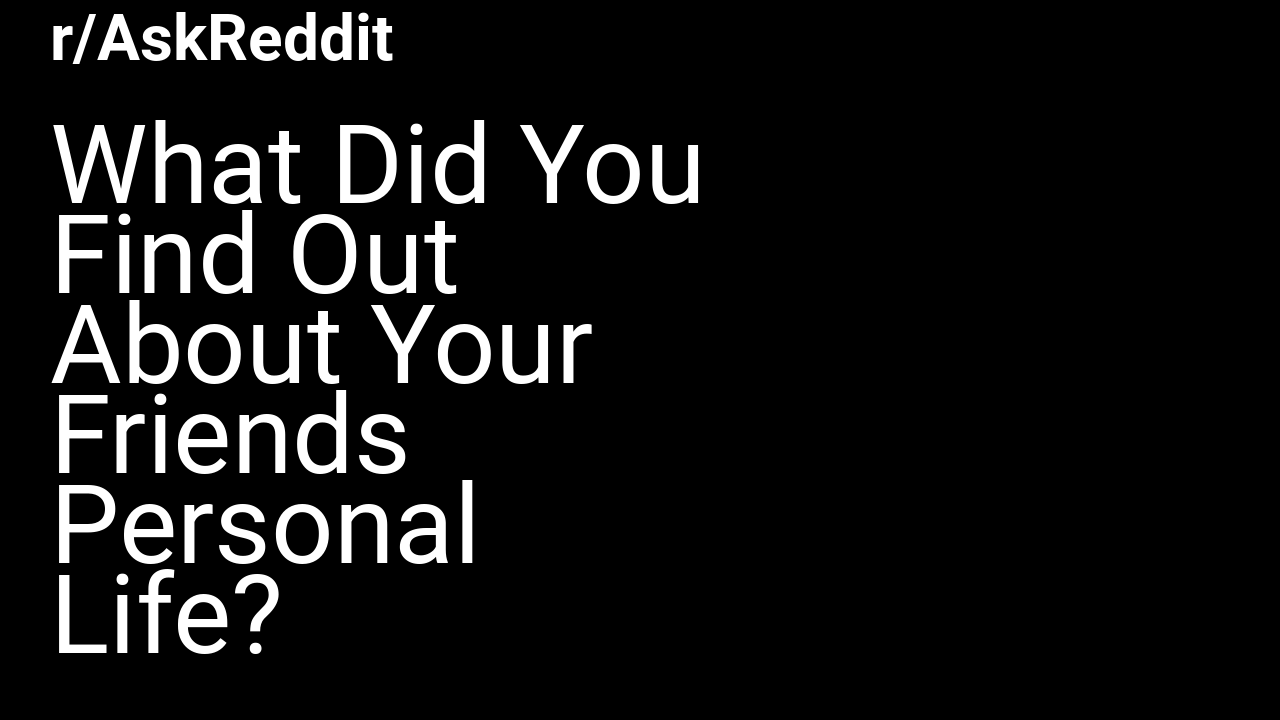 r/AskReddit
What Did You
Find Out
About Your
Friends
Personal
Life?